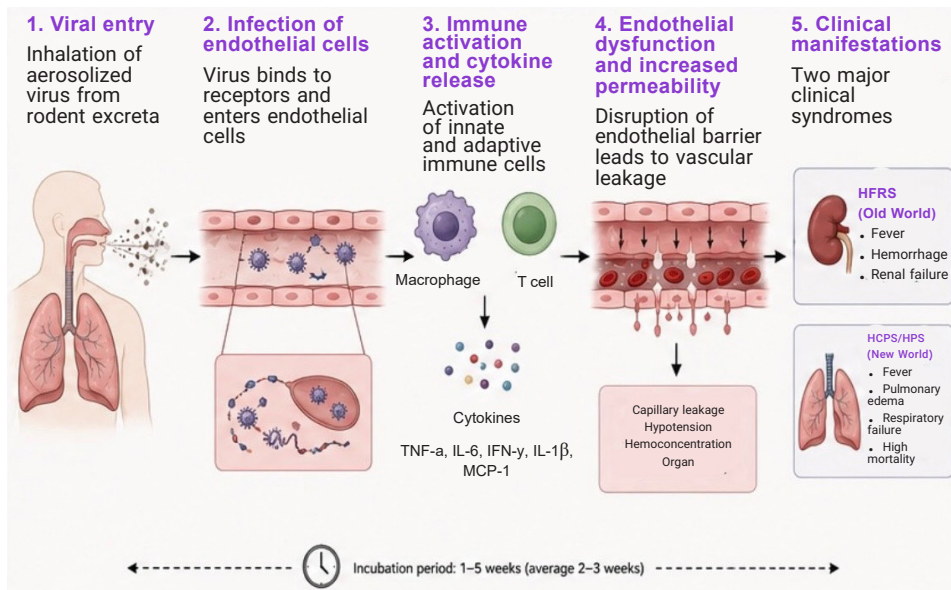 1. Viral entry
Inhalation of
aerosolized
virus from
rodent excreta
2. Infection of
endothelial cells
Virus binds to
receptors and
enters endothelial
cells
3. Immune
activation
and cytokine
release
Activation
of innate
and adaptive
immune cells
Macrophage
T cell
Cytokines
TNF-a, IL-6, IFN-y, IL-1β,
MCP-1
4. Endothelial
dysfunction
and increased
permeability
Disruption of
endothelial barrier
leads to vascular
leakage
Capillary leakage
Hypotension
Hemoconcentration
Organ
5. Clinical
manifestations
Two major
clinical
syndromes
HFRS
(Old World)
• Fever
• Hemorrhage
• Renal failure
HCPS/HPS
(New World)
• Fever
• Pulmonary
edema
• Respiratory
failure
• High
mortality
Incubation period: 1–5 weeks (average 2–3 weeks)